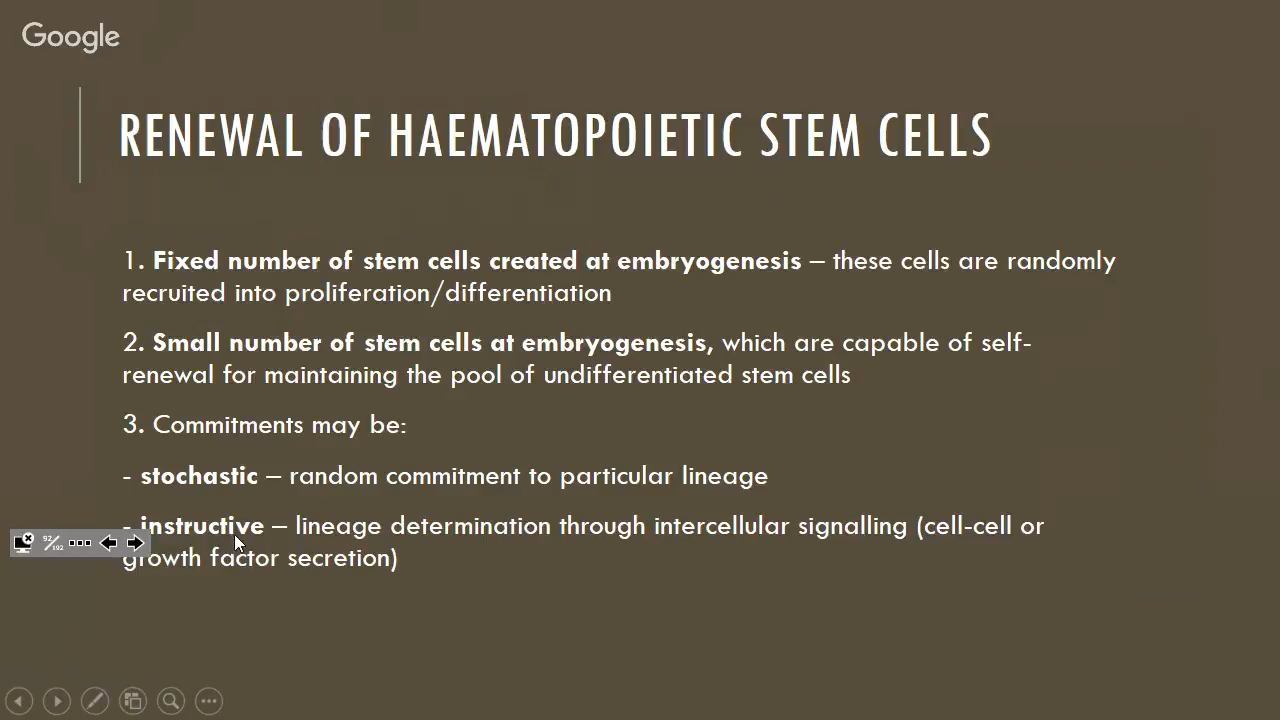 Google
RENEWAL OF HAEMATOPOIETIC STEM CELLS
1. Fixed number of stem cells created at embryogenesis – these cells are randomly
recruited into proliferation/differentiation
2. Small number of stem cells at embryogenesis, which are capable of self-
renewal for maintaining the pool of undifferentiated stem cells
3. Commitments may be:
- stochastic – random commitment to particular lineage
- instructive – lineage determination through intercellular signalling (cell-cell or
92/192
growth factor secretion)